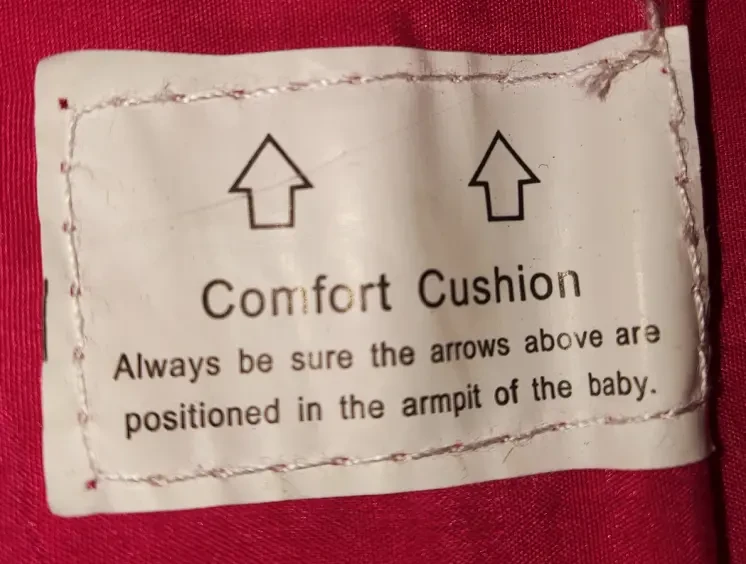 Comfort Cushion
Always be sure the arrows above are
positioned in the armpit of the baby.